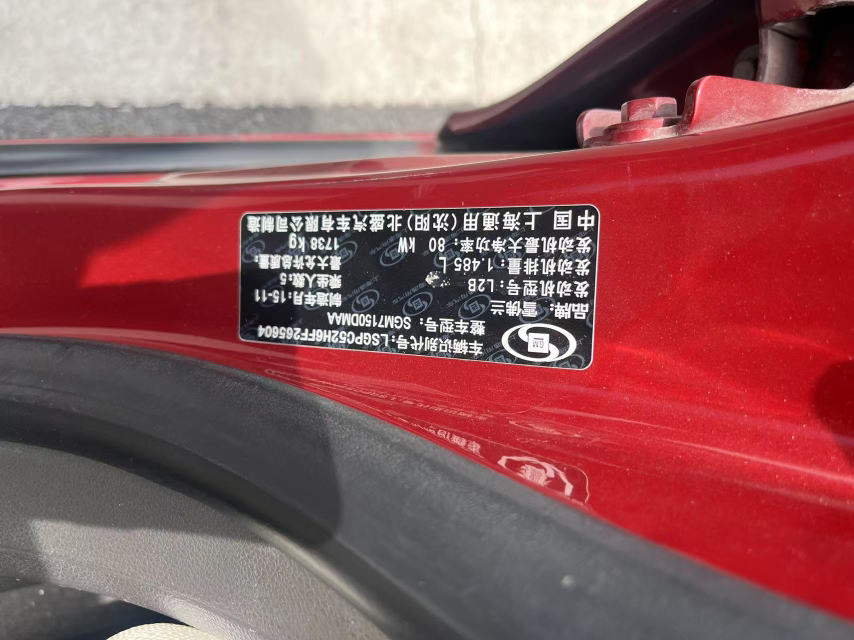 车辆识别代号:LSGPC52H6FF265604
整车型号: SGM7150DMAA
品牌: 雪佛兰 制造年月:15-11
发动机型号: L2B 乘坐人数:5
发动机排量: 1.485 L 最大允许总质量:
发动机最大净功率: 80 kW 1738 kg
中国 上海通用(沈阳)北盛汽车有限公司制造
GM